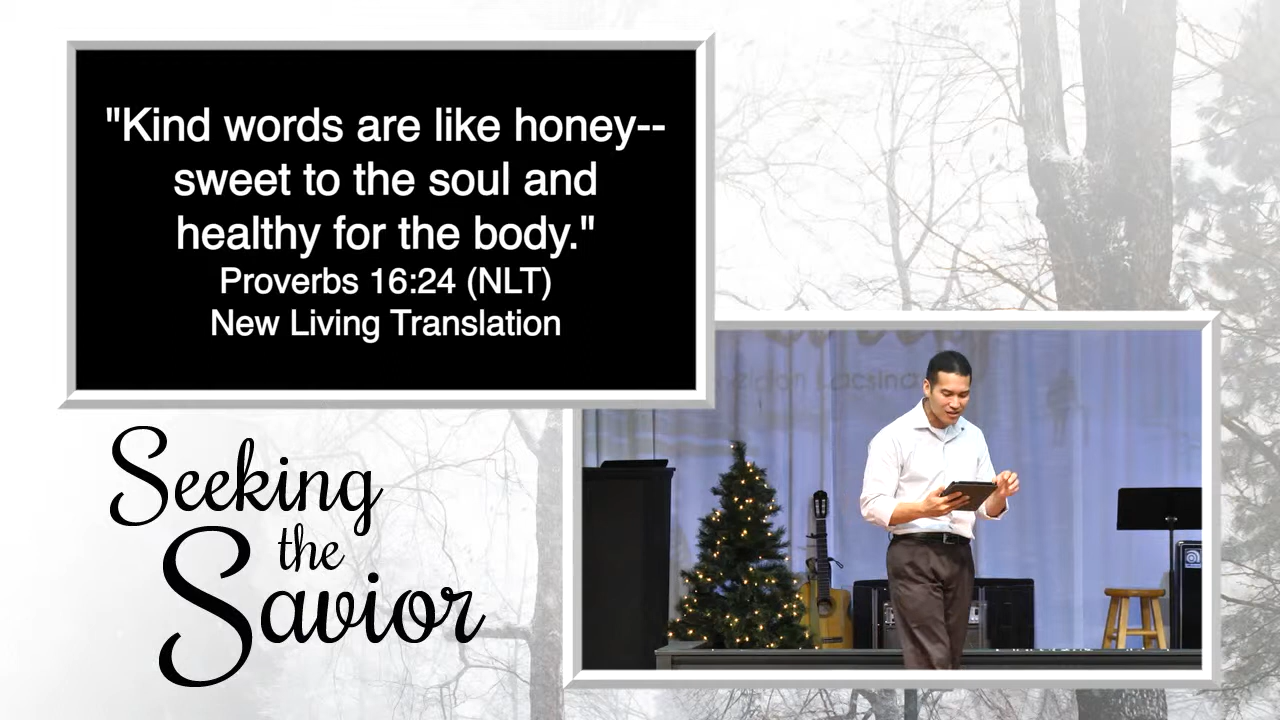 "Kind words are like honey--
sweet to the soul and
healthy for the body."
Proverbs 16:24 (NLT)
New Living Translation
Seeking
the
Savior